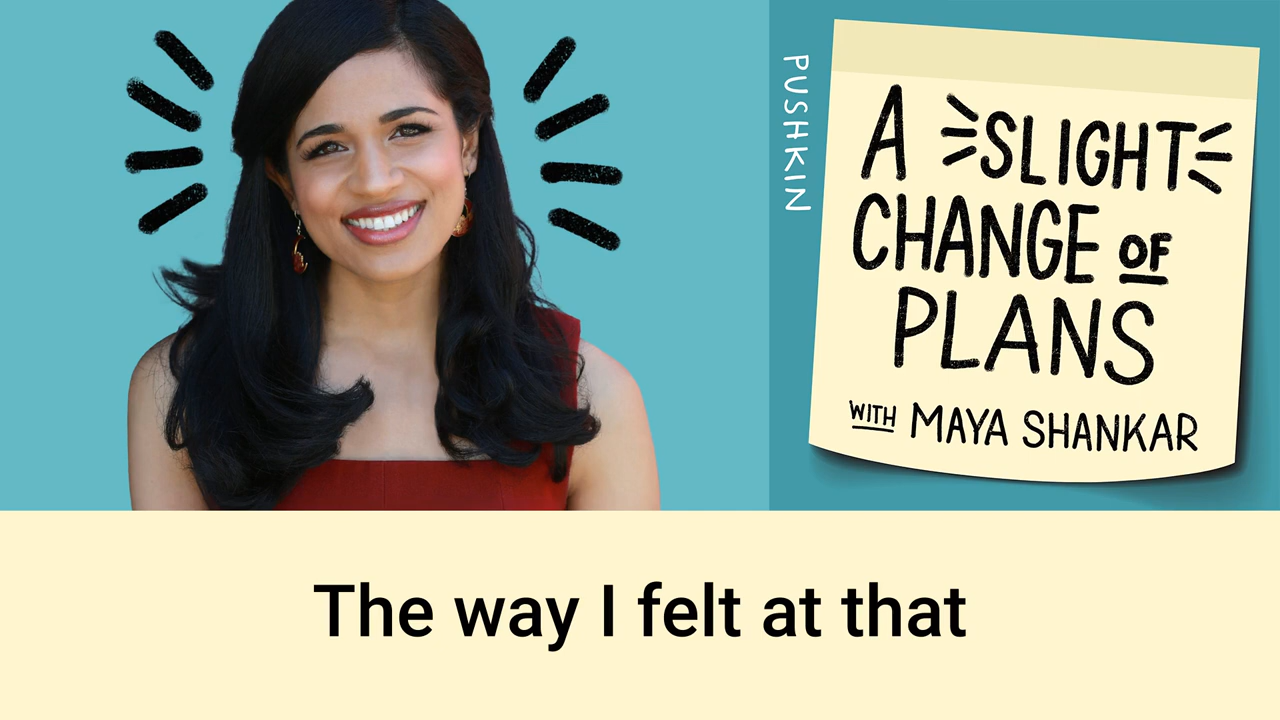 PUSHKIN
A SLIGHT
CHANGE OF
PLANS
WITH MAYA SHANKAR
The way I felt at that